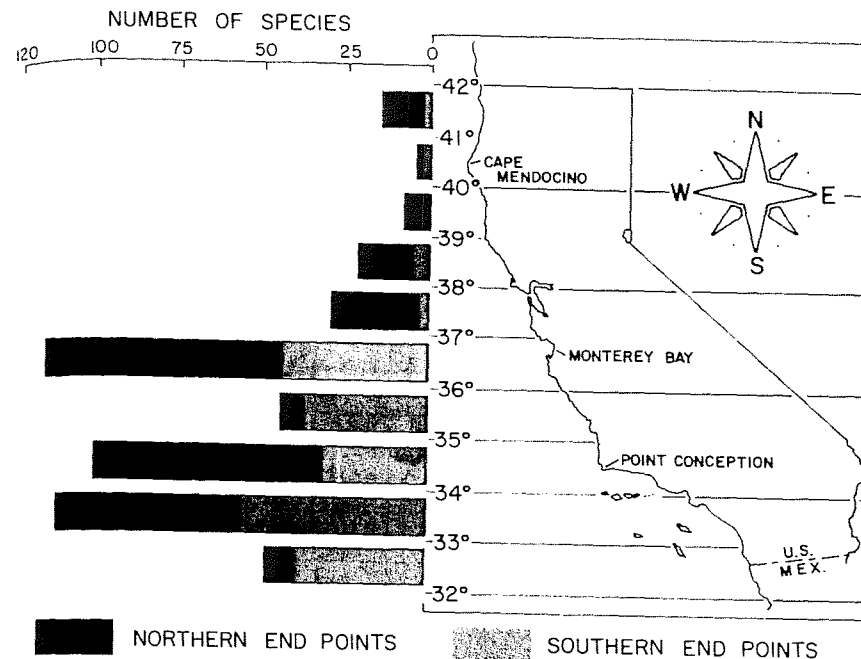 NUMBER OF SPECIES
120 100 75 50 25 0
42°
41°
CAPE
MENDOCINO
40°
39°
38°
37°
MONTEREY BAY
36°
35°
POINT CONCEPTION
34°
33°
32°
N
W E
S
U.S.
MEX.
NORTHERN END POINTS
SOUTHERN END POINTS